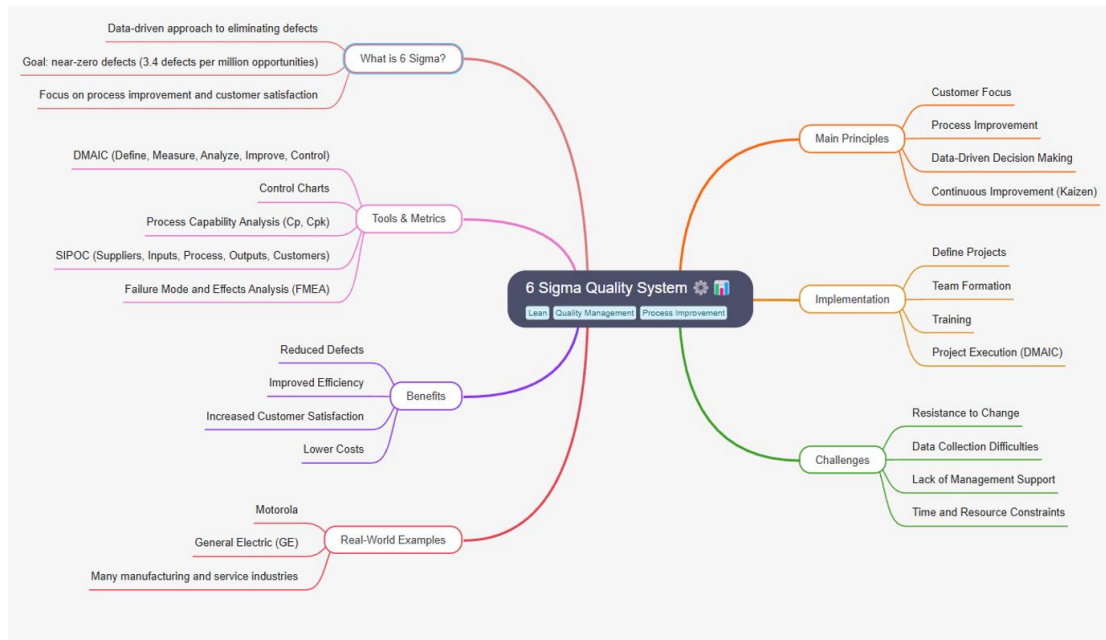 6 Sigma Quality System
Lean Quality Management Process Improvement
What is 6 Sigma?
Data-driven approach to eliminating defects
Goal: near-zero defects (3.4 defects per million opportunities)
Focus on process improvement and customer satisfaction
Tools & Metrics
DMAIC (Define, Measure, Analyze, Improve, Control)
Control Charts
Process Capability Analysis (Cp, Cpk)
SIPOC (Suppliers, Inputs, Process, Outputs, Customers)
Failure Mode and Effects Analysis (FMEA)
Benefits
Reduced Defects
Improved Efficiency
Increased Customer Satisfaction
Lower Costs
Real-World Examples
Motorola
General Electric (GE)
Many manufacturing and service industries
Main Principles
Customer Focus
Process Improvement
Data-Driven Decision Making
Continuous Improvement (Kaizen)
Implementation
Define Projects
Team Formation
Training
Project Execution (DMAIC)
Challenges
Resistance to Change
Data Collection Difficulties
Lack of Management Support
Time and Resource Constraints